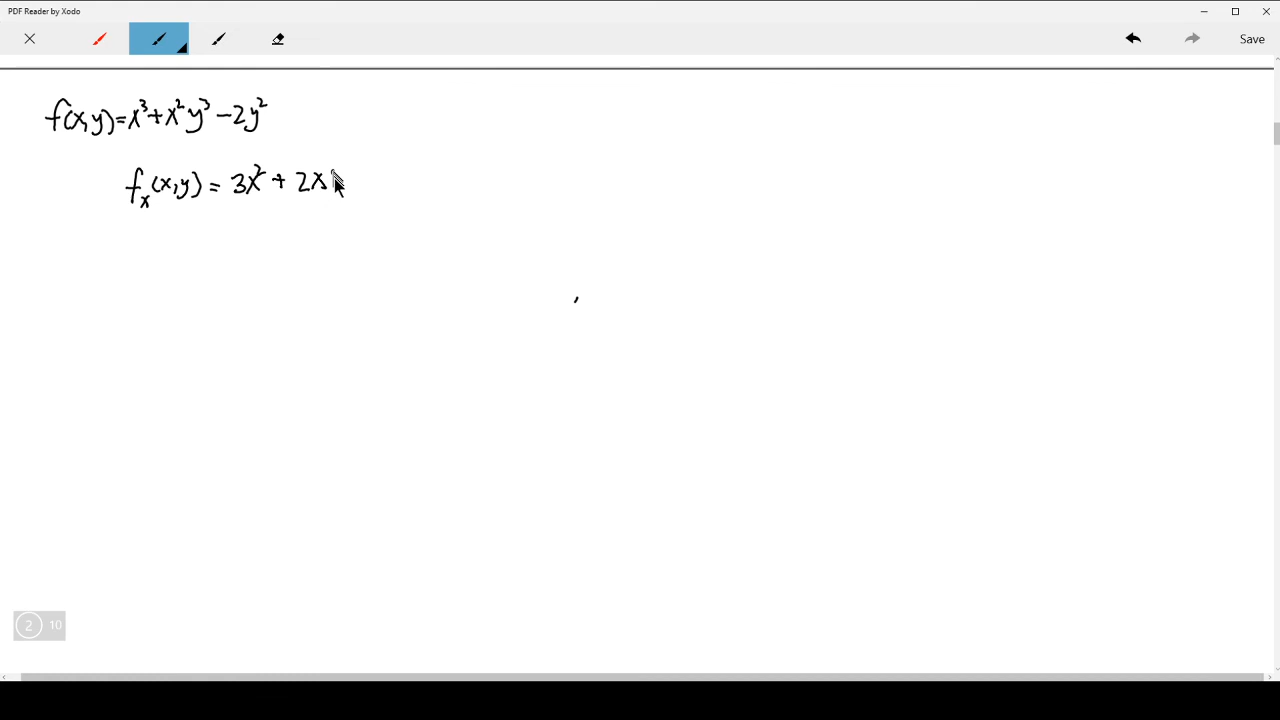 PDF Reader by Xodo
Save
f(x,y)=x³+x²y³-2y²
fₓ(x,y) = 3x² + 2x
2 10